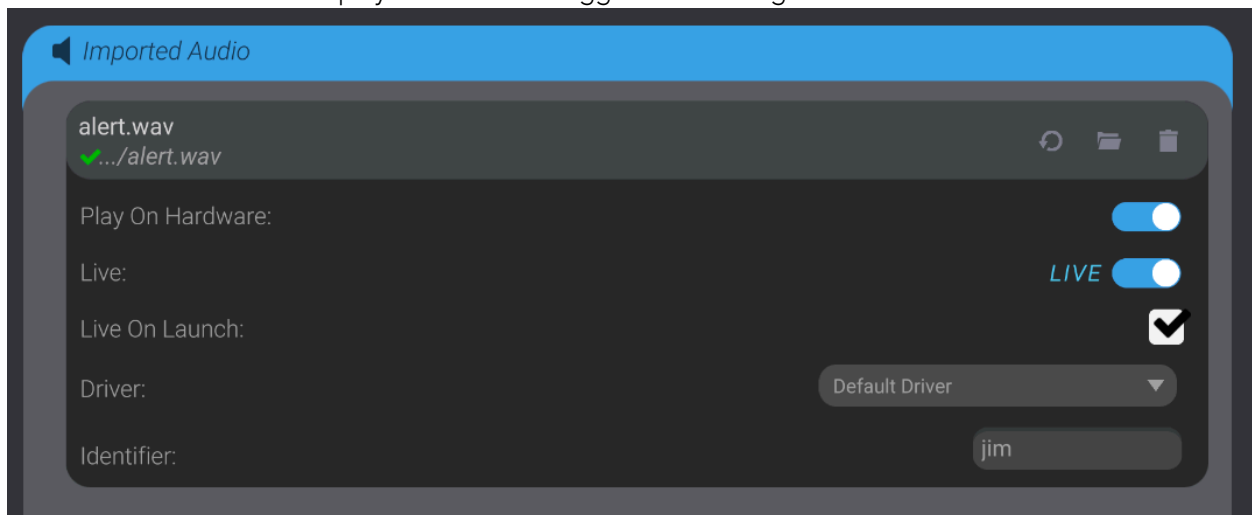 Imported Audio
alert.wav
.../alert.wav
Play On Hardware:
Live: LIVE
Live On Launch:
Driver: Default Driver
Identifier: jim